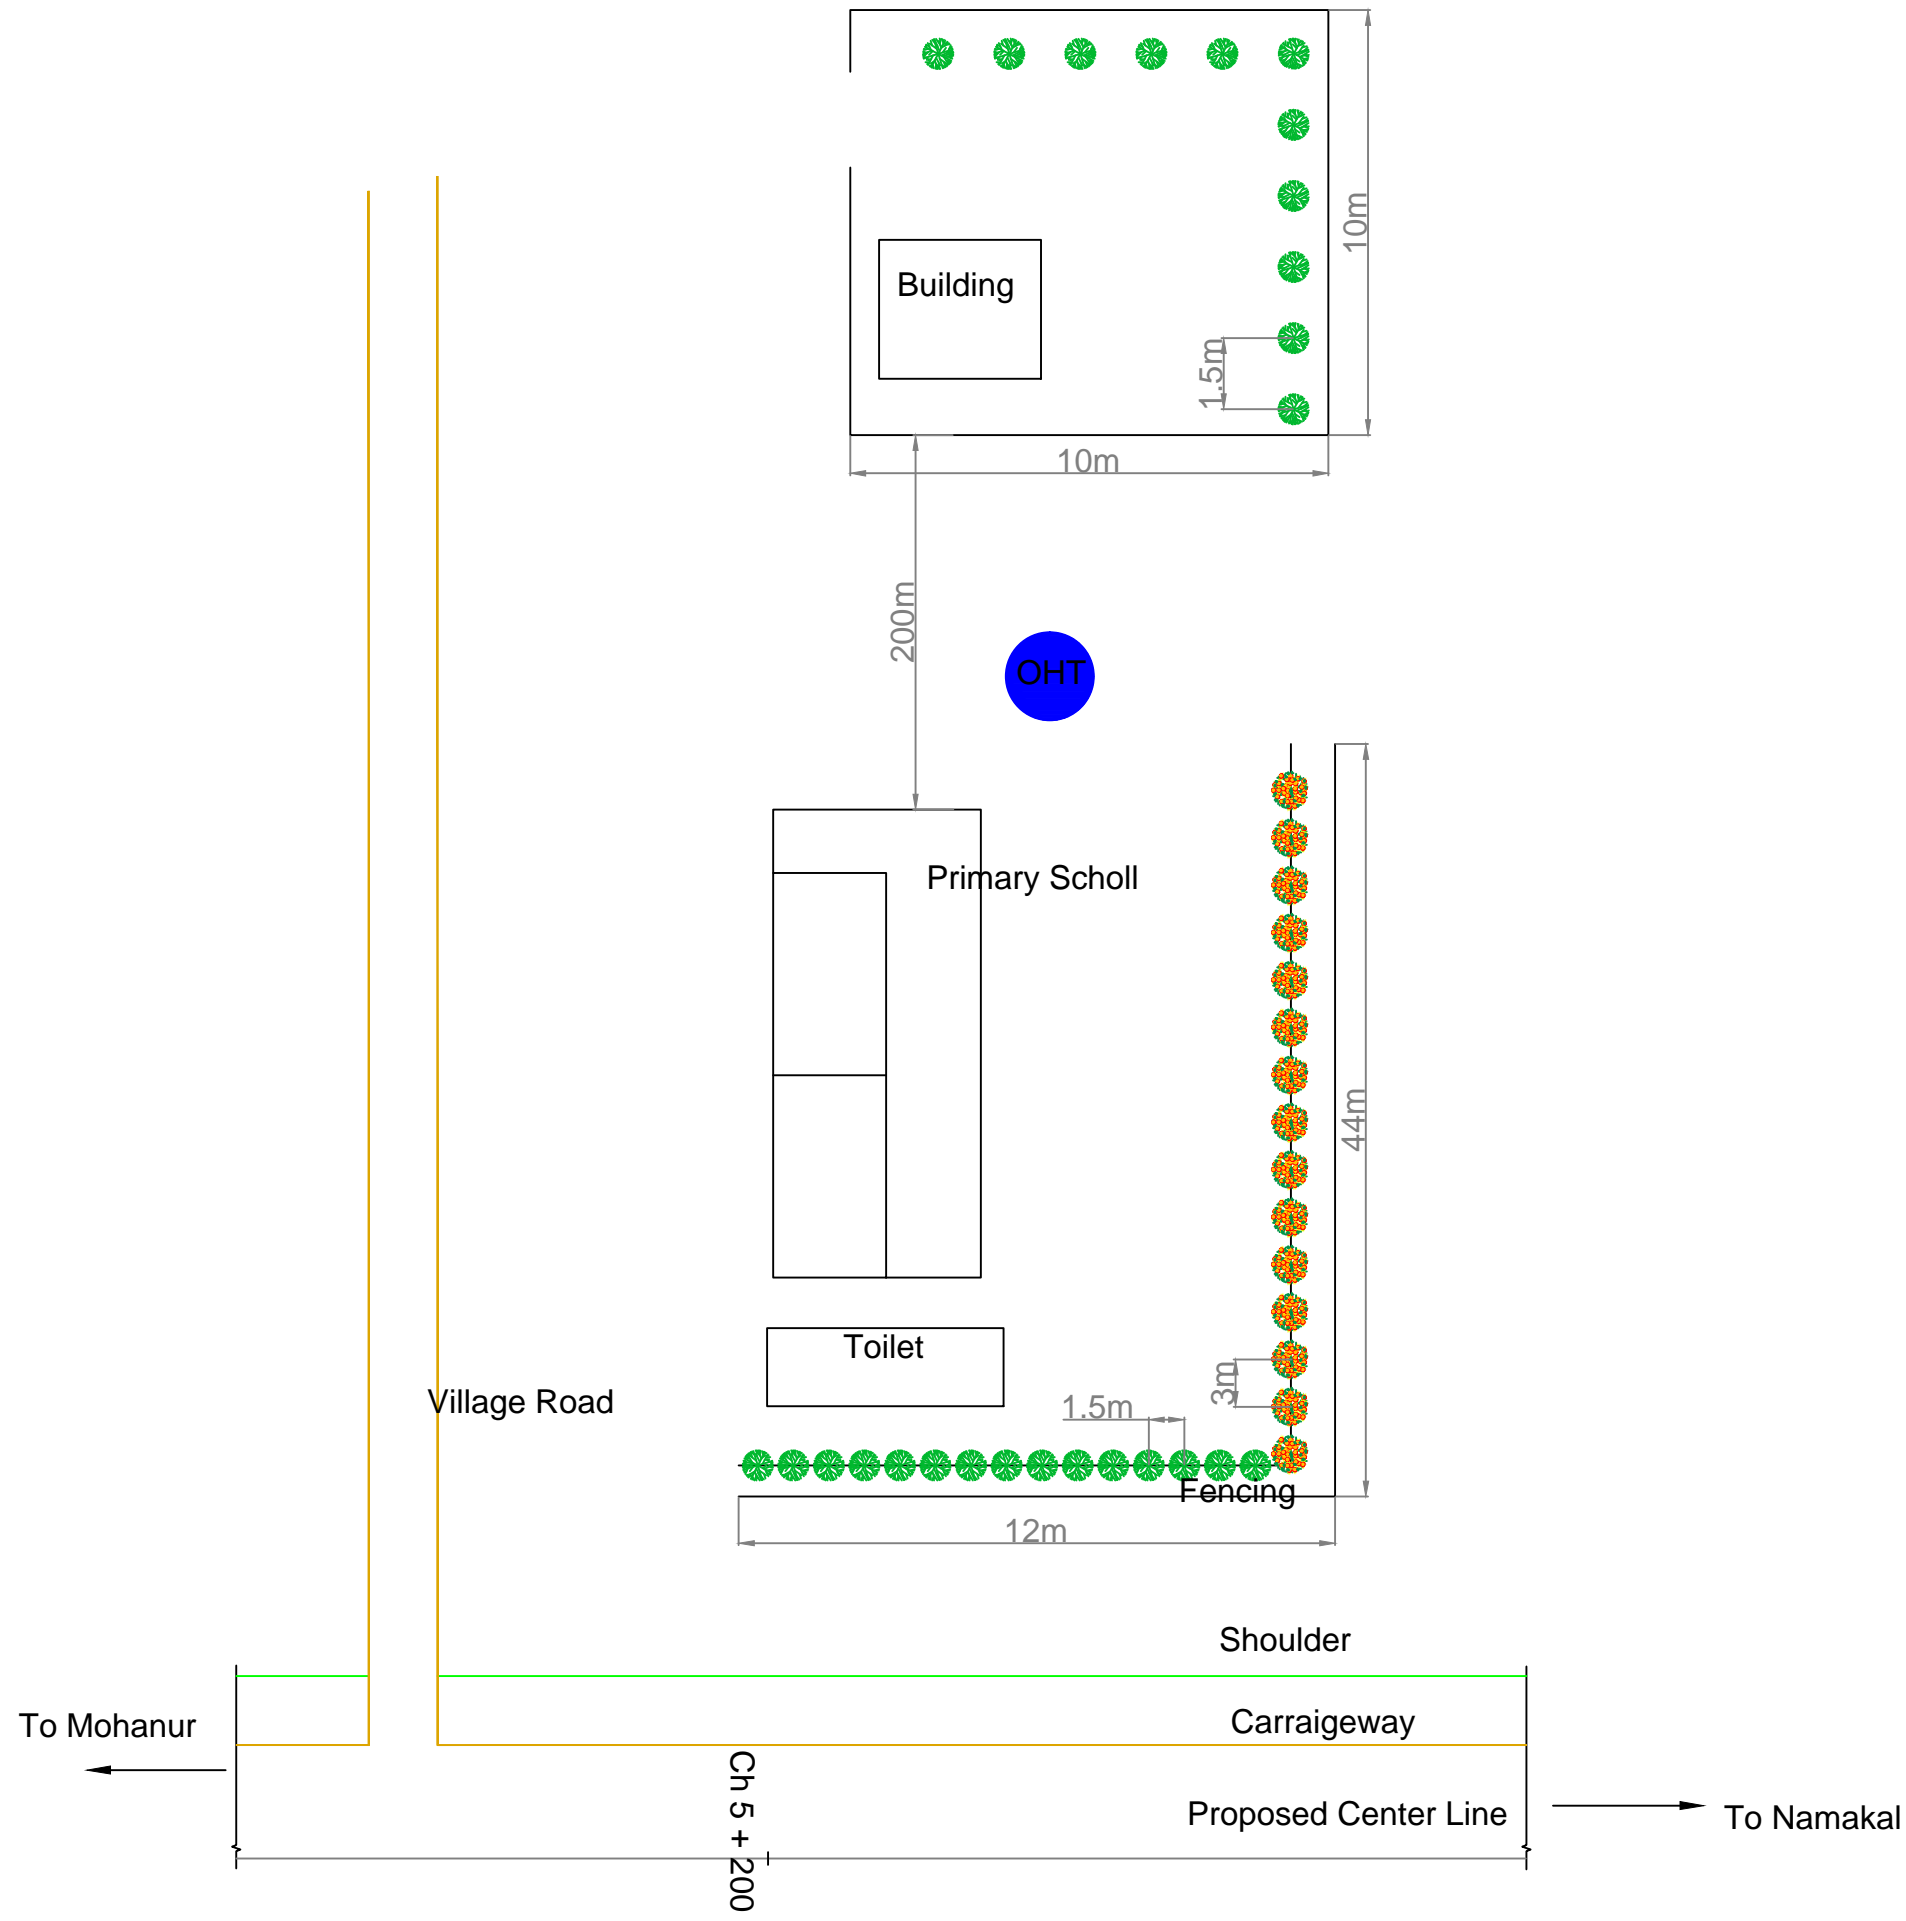 10m
Building
1.5m
10m
200m
OHT
Primary Scholl
44m
Toilet
3m
Village Road
1.5m
Fencing
12m
Shoulder
To Mohanur
Carraigeway
Ch 5 + 200
Proposed Center Line
To Namakal